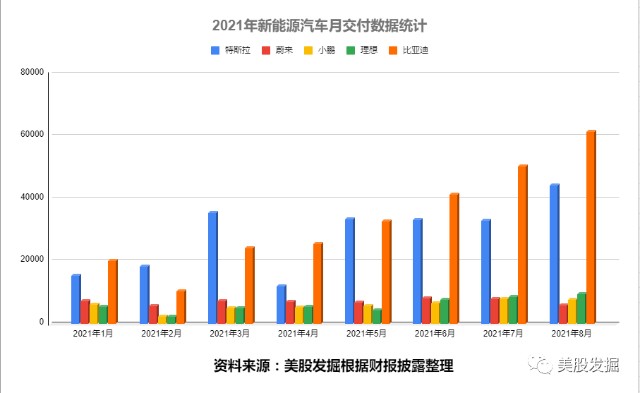 2021年新能源汽车月交付数据统计
特斯拉 蔚来 小鹏 理想 比亚迪
80000
60000
40000
20000
0
2021年1月 2021年2月 2021年3月 2021年4月 2021年5月 2021年6月 2021年7月 2021年8月
资料来源：美股发掘根据财报披露整理
美股发掘